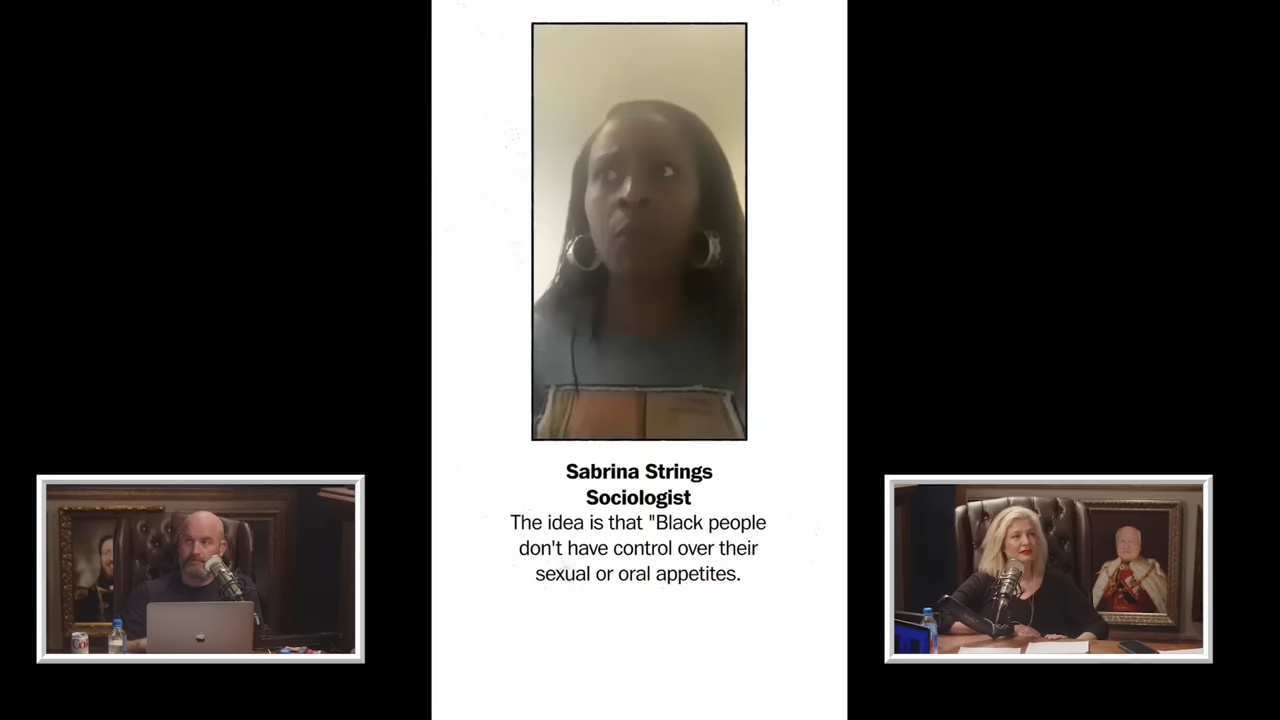 Sabrina Strings
Sociologist
The idea is that "Black people
don't have control over their
sexual or oral appetites.